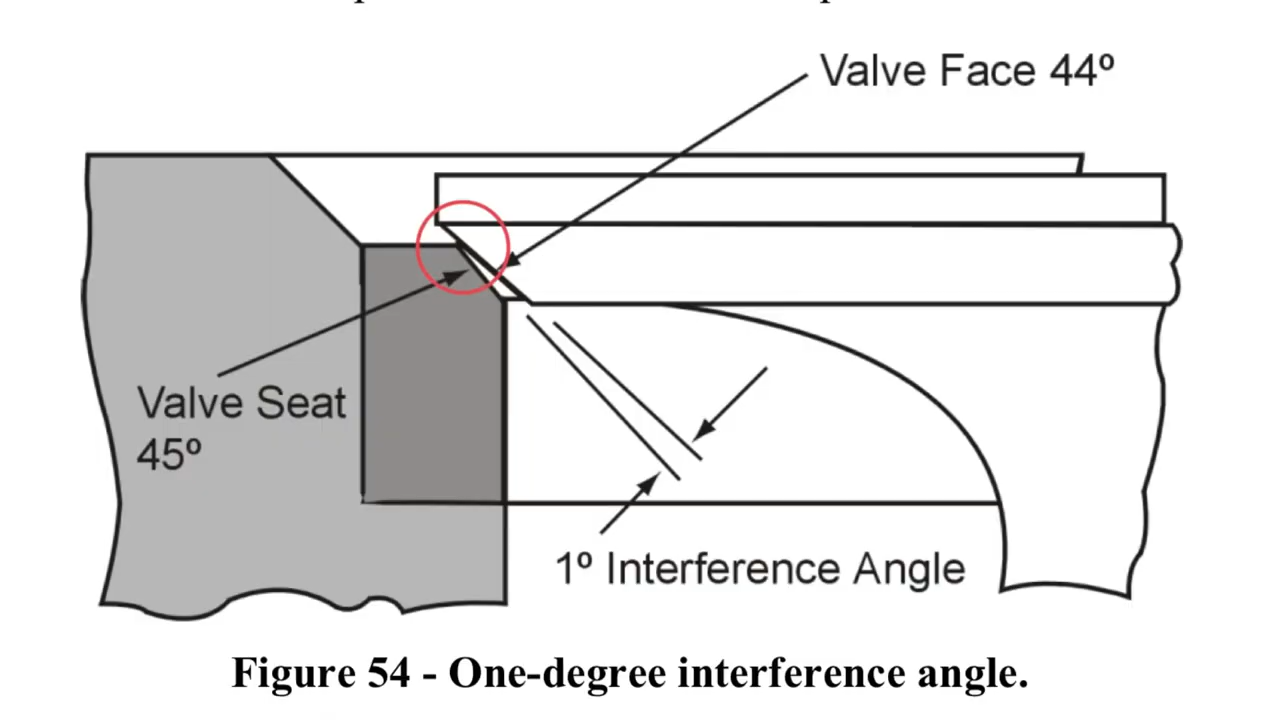 Valve Face 44º
Valve Seat
45º
1º Interference Angle
Figure 54 - One-degree interference angle.